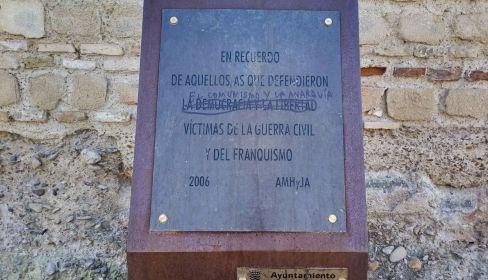 EN RECUERDO
DE AQUELLOS,AS QUE DEFENDIERON
EL COMUNISMO Y LA ANARQUÍA
LA DEMOCRACIA Y LA LIBERTAD
VÍCTIMAS DE LA GUERRA CIVIL
Y DEL FRANQUISMO
2006 AMHyJA
Ayuntamiento